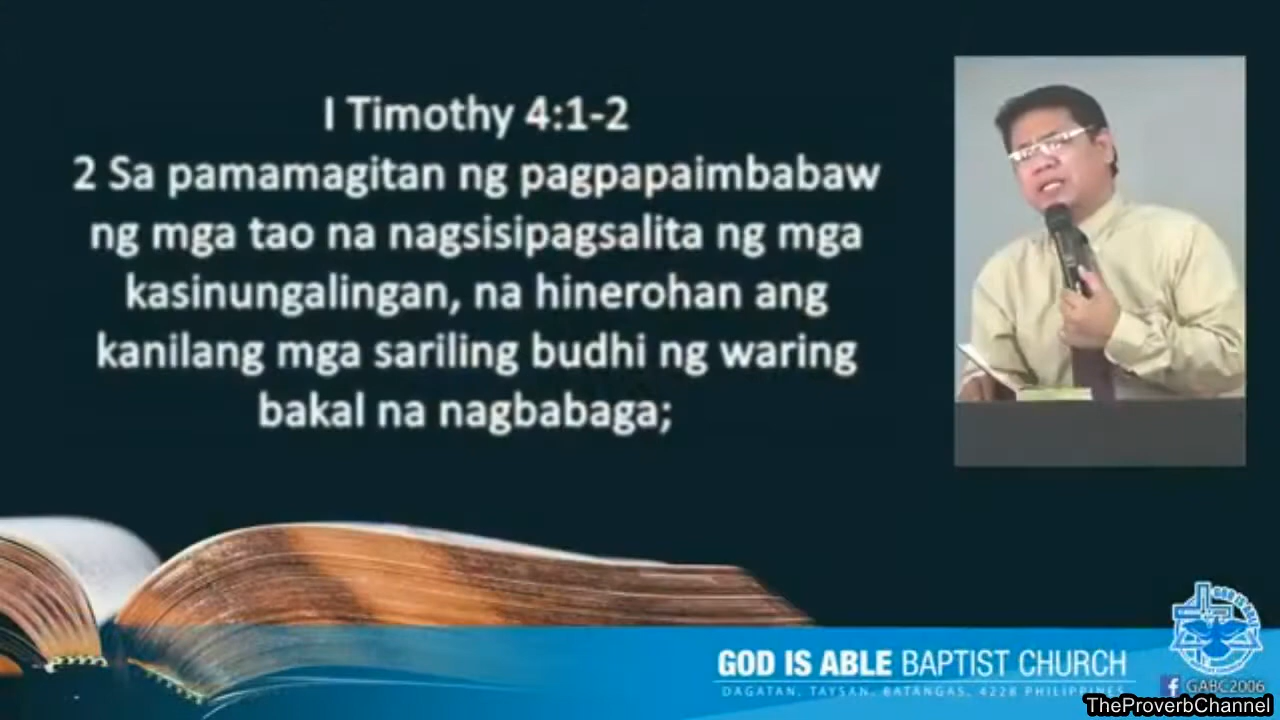 I Timothy 4:1-2
2 Sa pamamagitan ng pagpapaimbabaw
ng mga tao na nagsisipagsalita ng mga
kasinungalingan, na hinerohan ang
kanilang mga sariling budhi ng waring
bakal na nagbabaga;
GOD IS ABLE BAPTIST CHURCH
DAGATAN, TAYSAN, BATANGAS, 4228 PHILIPPINES
GABC2006
TheProverbChannel